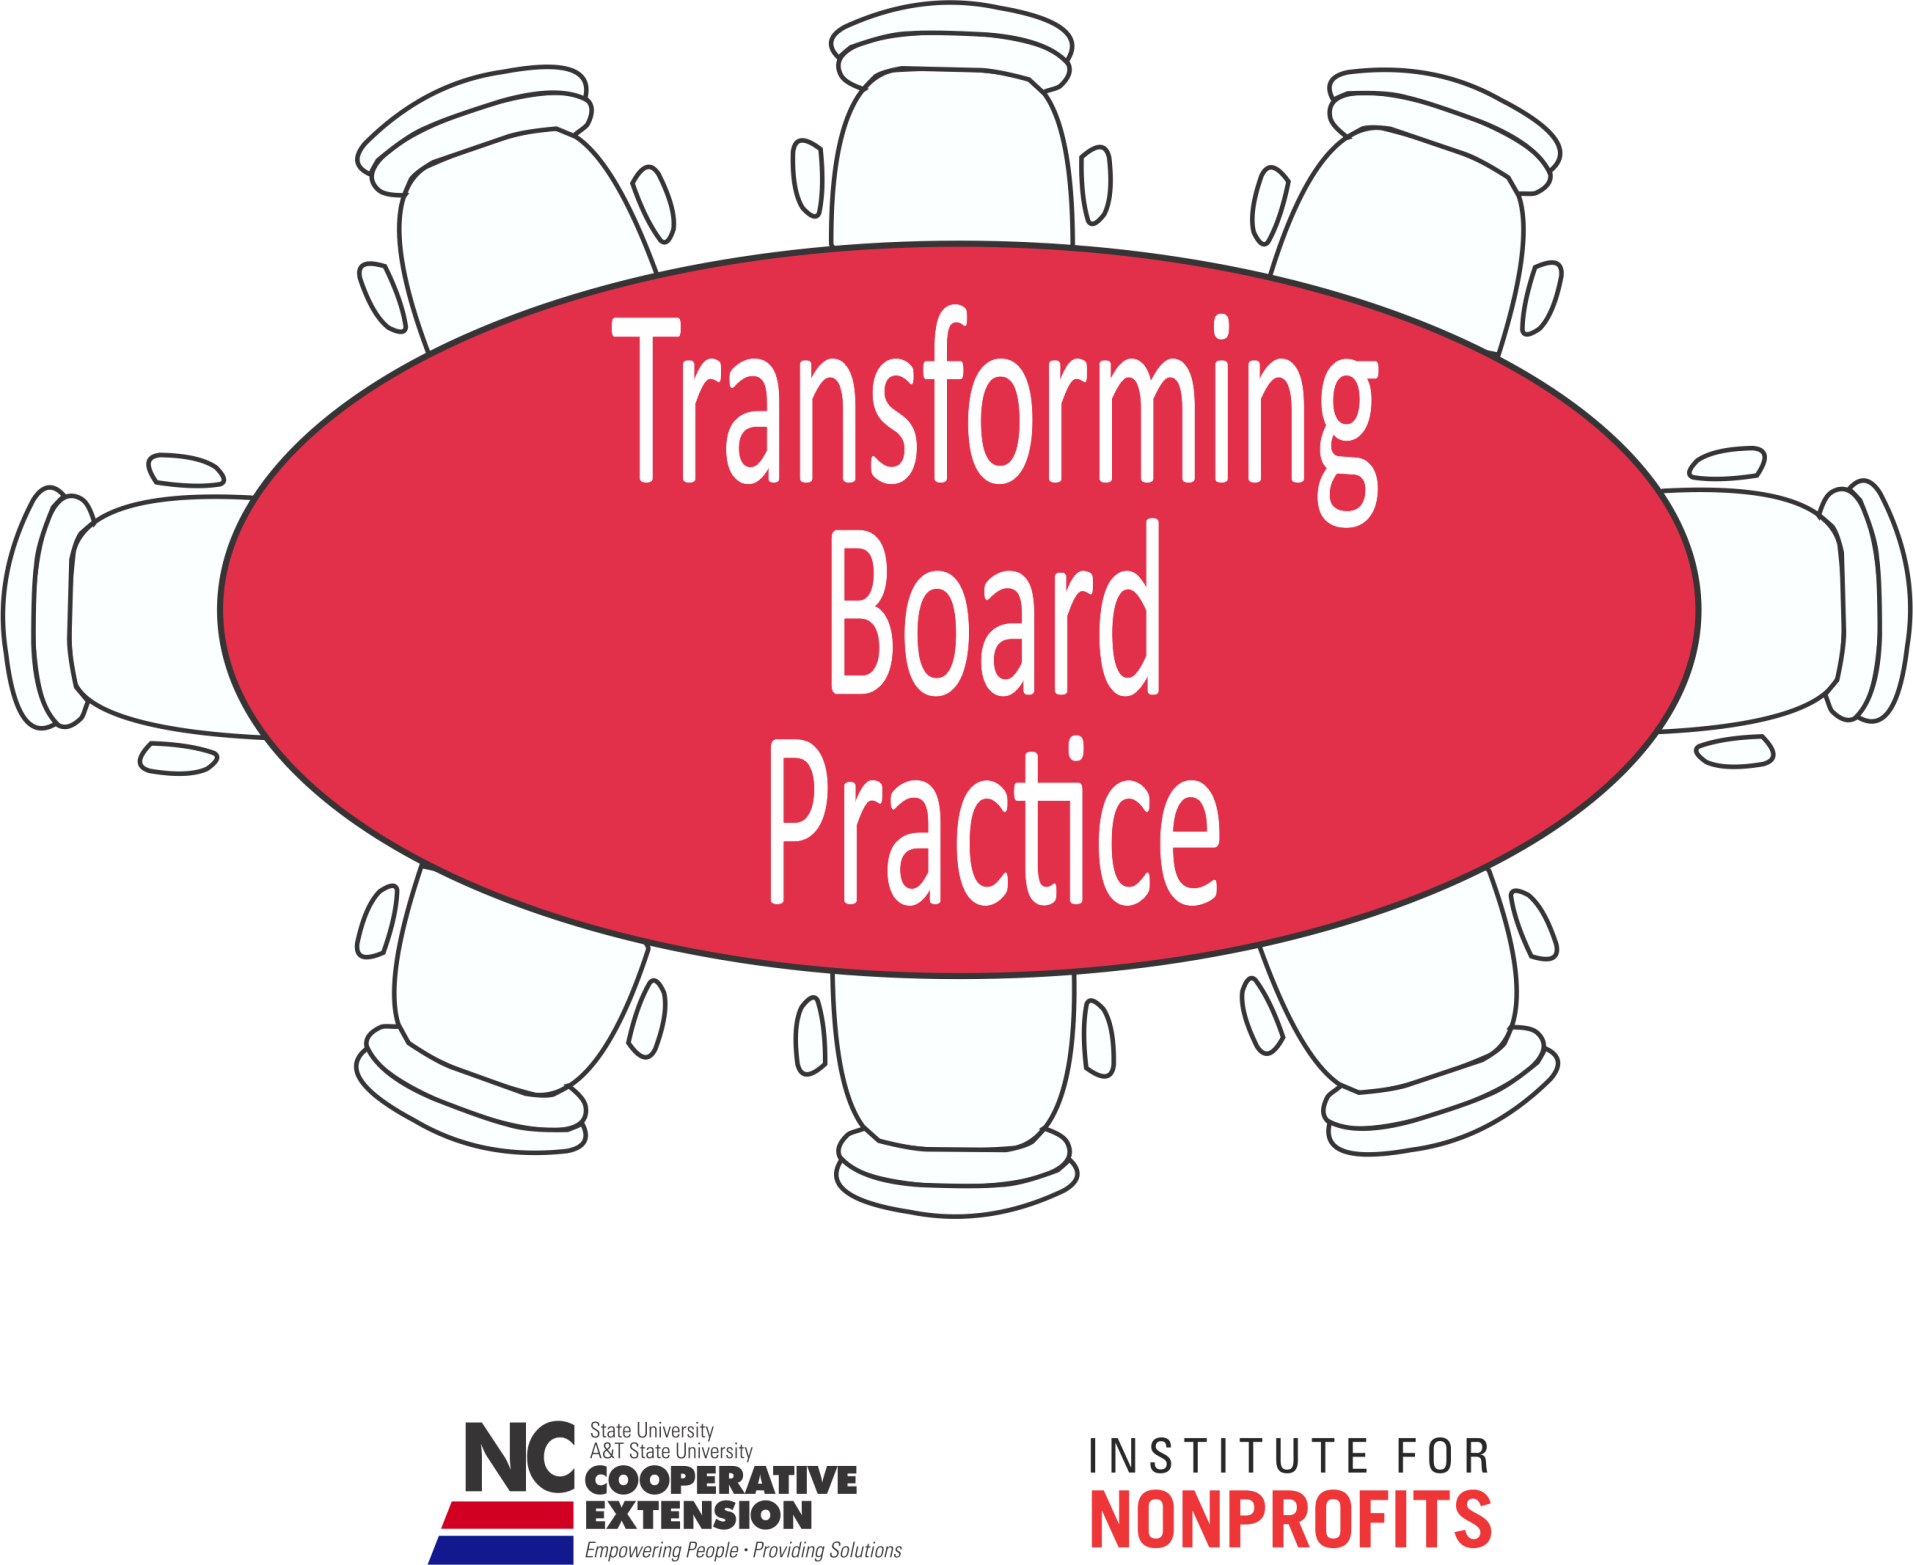 Transforming
Board
Practice
NC
State University
A&T State University
COOPERATIVE
EXTENSION
Empowering People • Providing Solutions
INSTITUTE FOR
NONPROFITS